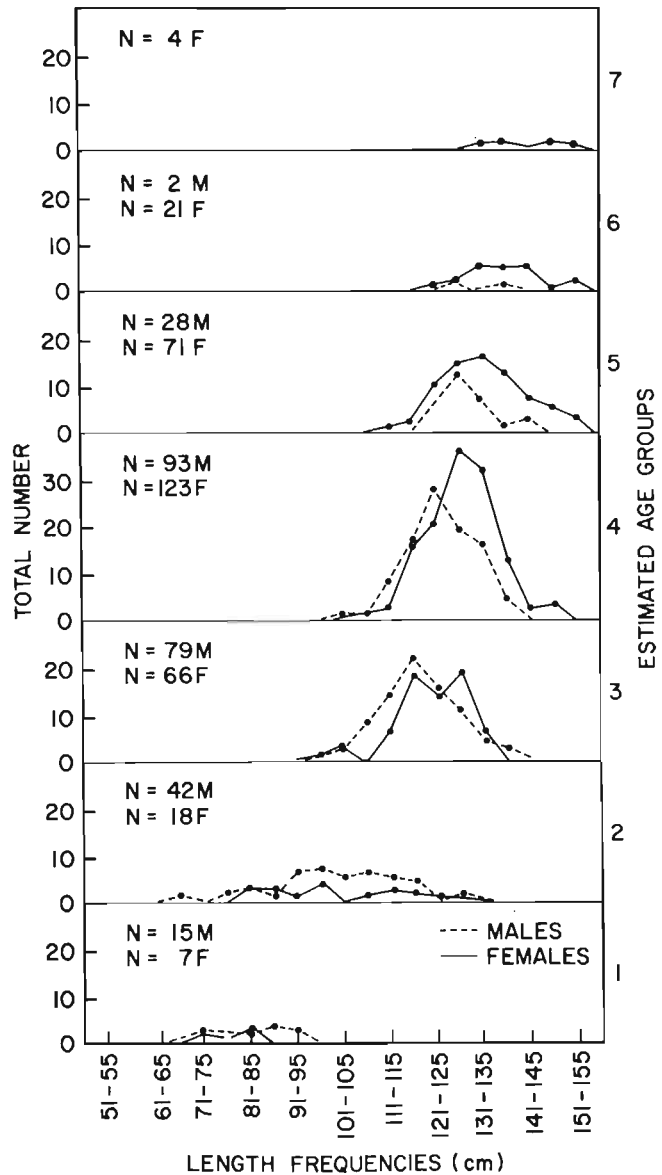 N = 4 F
20
10
0
7
N = 2 M
N = 21 F
20
10
0
6
N = 28 M
N = 71 F
20
10
0
5
N = 93 M
N = 123 F
30
20
10
0
4
N = 79 M
N = 66 F
20
10
0
3
N = 42 M
N = 18 F
20
10
0
2
N = 15 M
N = 7 F
20
10
0
1
MALES
FEMALES
TOTAL NUMBER
ESTIMATED AGE GROUPS
51-55
61-65
71-75
81-85
91-95
101-105
111-115
121-125
131-135
141-145
151-155
LENGTH FREQUENCIES (cm)